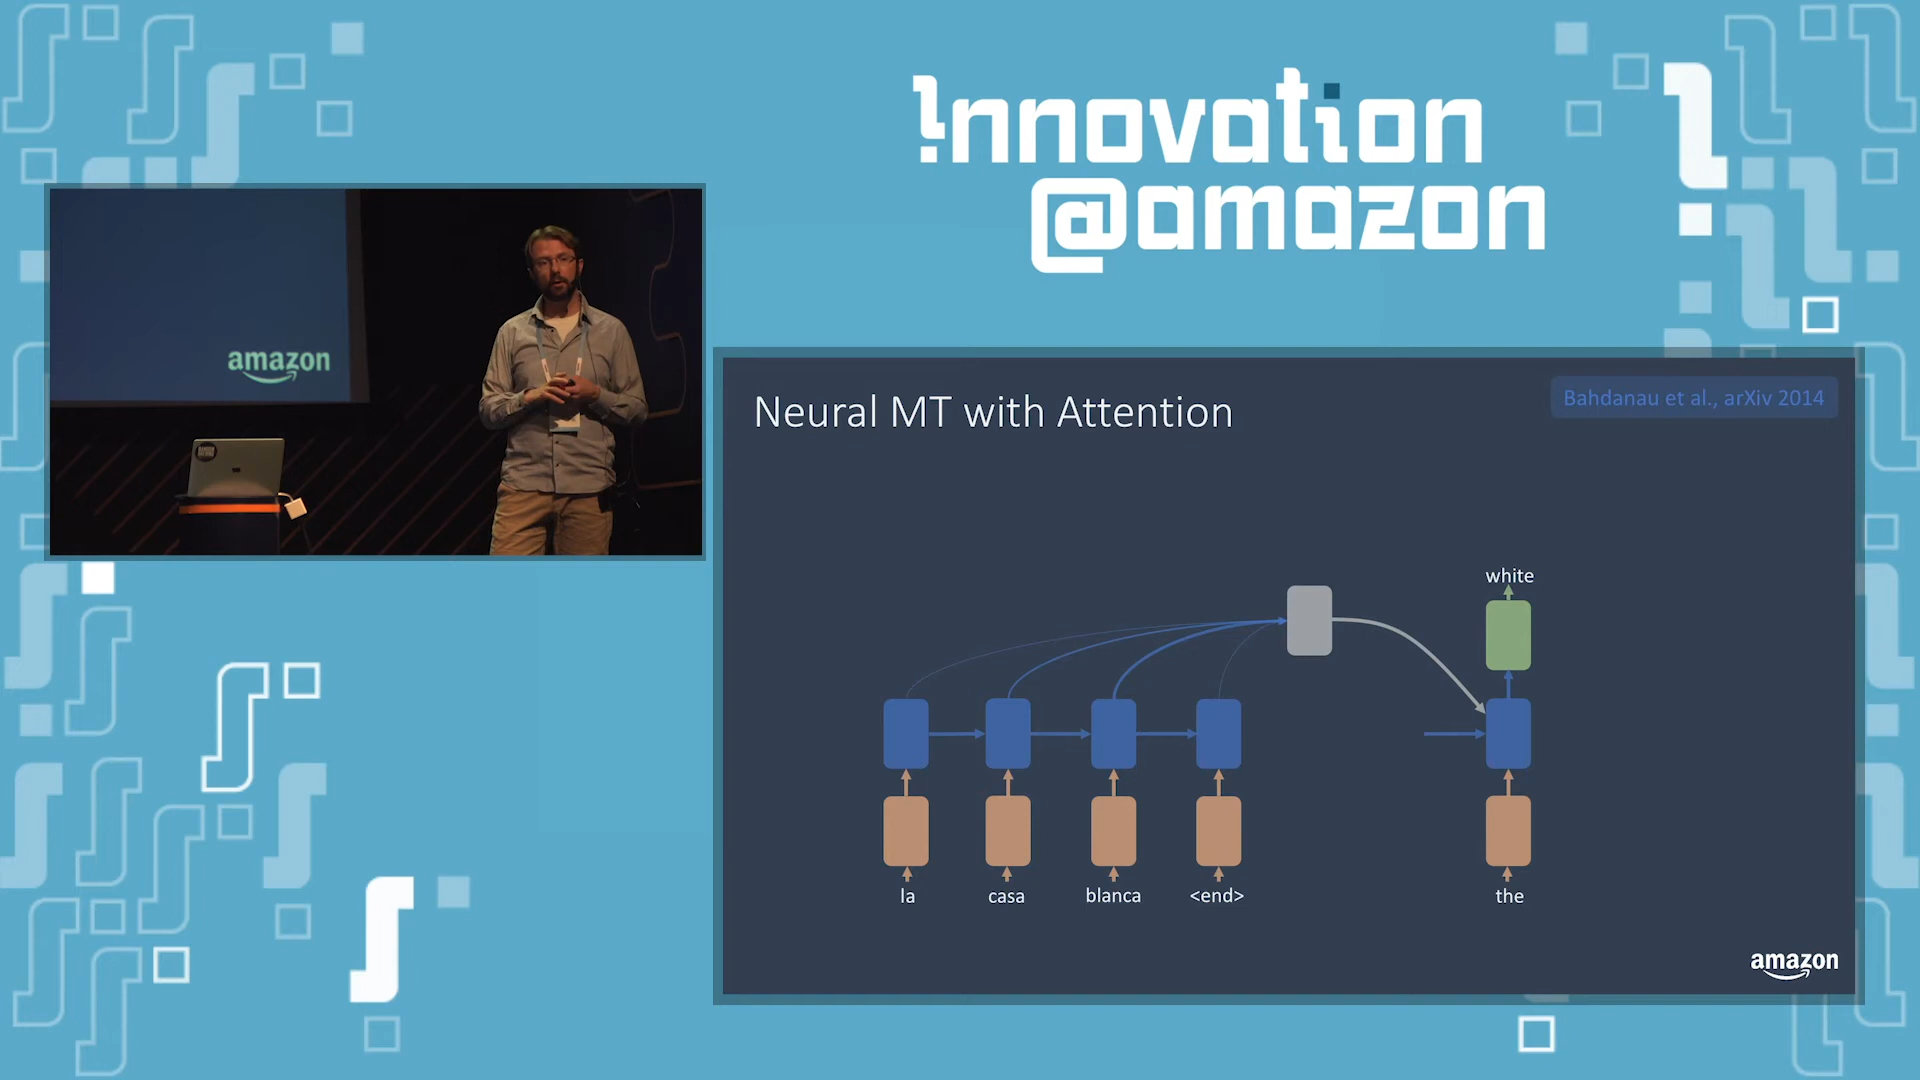 Innovation
@amazon
amazon
Neural MT with Attention
Bahdanau et al., arXiv 2014
white
la casa blanca <end> the
amazon